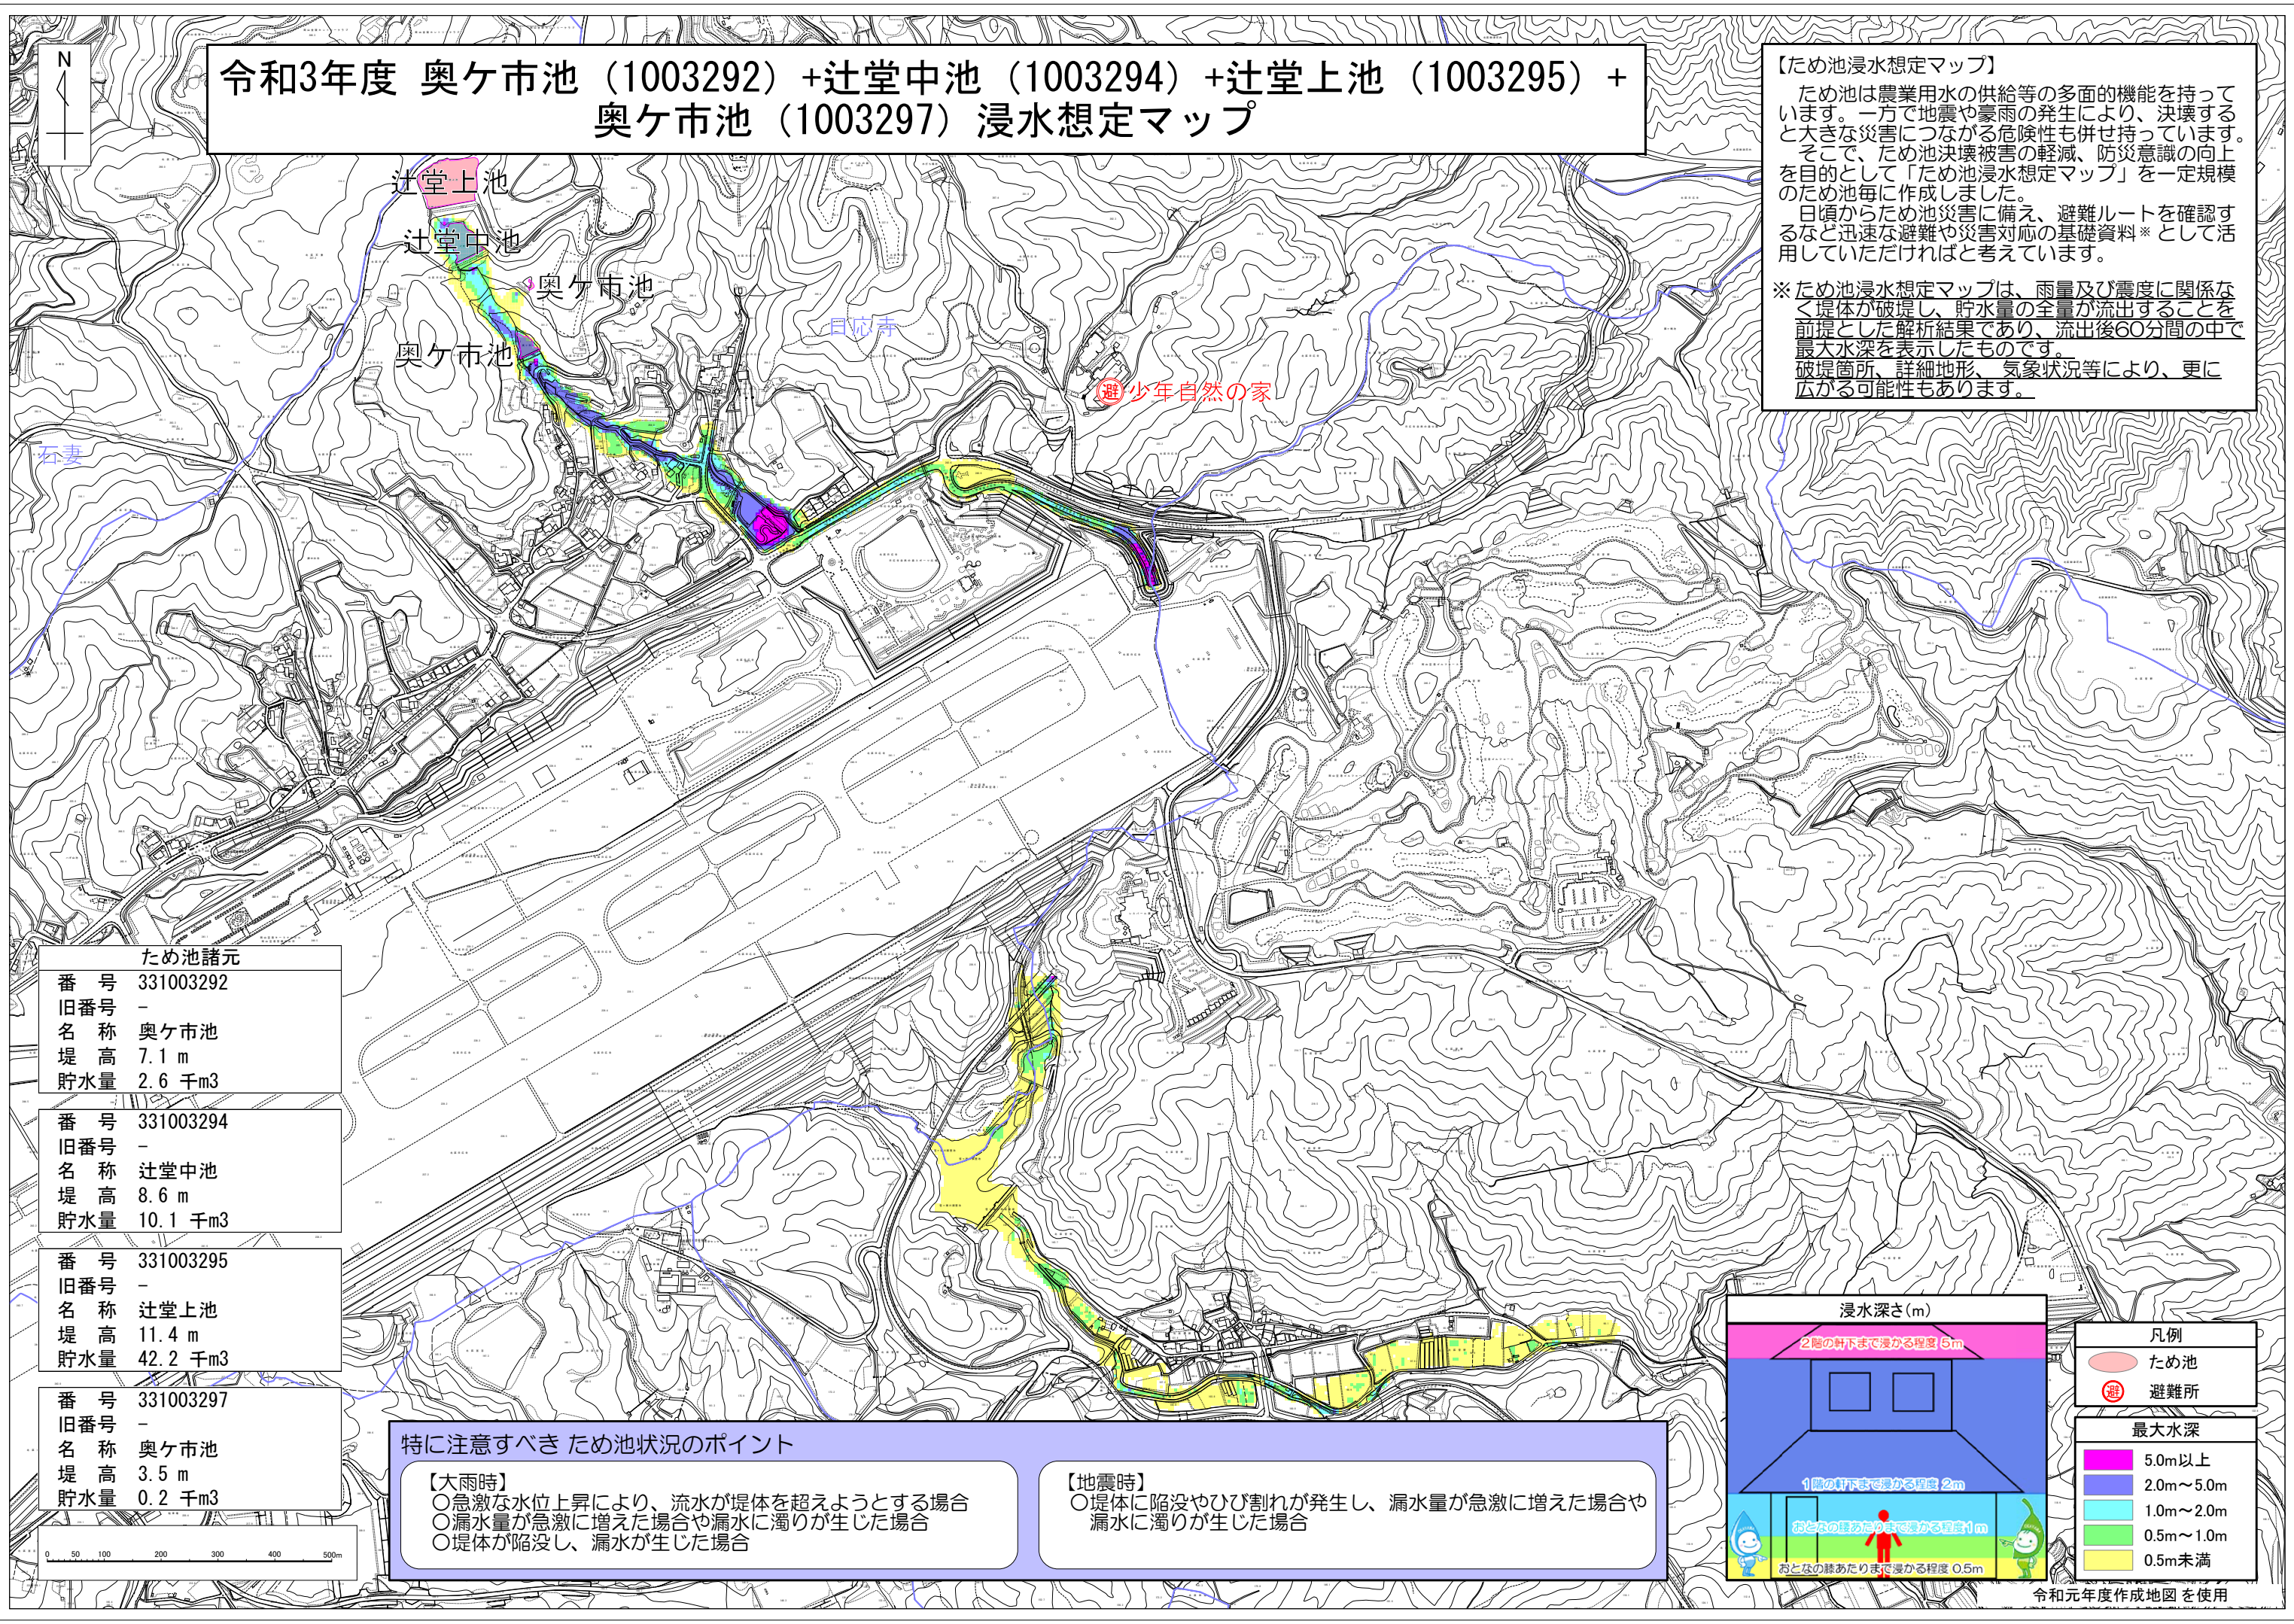 令和3年度 奥ケ市池（1003292）+辻堂中池（1003294）+辻堂上池（1003295）+
奥ケ市池（1003297）浸水想定マップ
N
【ため池浸水想定マップ】
ため池は農業用水の供給等の多面的機能を持って
います。一方で地震や豪雨の発生により、決壊する
と大きな災害につながる危険性も併せ持っています。
そこで、ため池決壊被害の軽減、防災意識の向上
を目的として「ため池浸水想定マップ」を一定規模
のため池毎に作成しました。
日頃からため池災害に備え、避難ルートを確認す
るなど迅速な避難や災害対応の基礎資料※として活
用していただければと考えています。
※ため池浸水想定マップは、雨量及び震度に関係な
く堤体が破堤し、貯水量の全量が流出することを
前提とした解析結果であり、流出後60分間の中で
最大水深を表示したものです。
破堤箇所、詳細地形、 気象状況等により、更に
広がる可能性もあります。
辻堂上池
辻堂中池
奥ケ市池
奥ケ市池
日応寺
避 少年自然の家
石妻
ため池諸元
番　号 331003292
旧番号 -
名　称 奥ケ市池
堤　高 7.1 m
貯水量 2.6 千m3
番　号 331003294
旧番号 -
名　称 辻堂中池
堤　高 8.6 m
貯水量 10.1 千m3
番　号 331003295
旧番号 -
名　称 辻堂上池
堤　高 11.4 m
貯水量 42.2 千m3
番　号 331003297
旧番号 -
名　称 奥ケ市池
堤　高 3.5 m
貯水量 0.2 千m3
0 50 100 200 300 400 500m
特に注意すべき ため池状況のポイント
【大雨時】
〇急激な水位上昇により、流水が堤体を超えようとする場合
〇漏水量が急激に増えた場合や漏水に濁りが生じた場合
〇堤体が陥没し、漏水が生じた場合
【地震時】
〇堤体に陥没やひび割れが発生し、漏水量が急激に増えた場合や
漏水に濁りが生じた場合
浸水深さ(m)
2階の軒下まで浸かる程度 5m
1階の軒下まで浸かる程度 2m
おとなの腰あたりまで浸かる程度 1m
おとなの膝あたりまで浸かる程度 0.5m
凡例
ため池
避 避難所
最大水深
5.0m以上
2.0m～5.0m
1.0m～2.0m
0.5m～1.0m
0.5m未満
令和元年度作成地図を使用